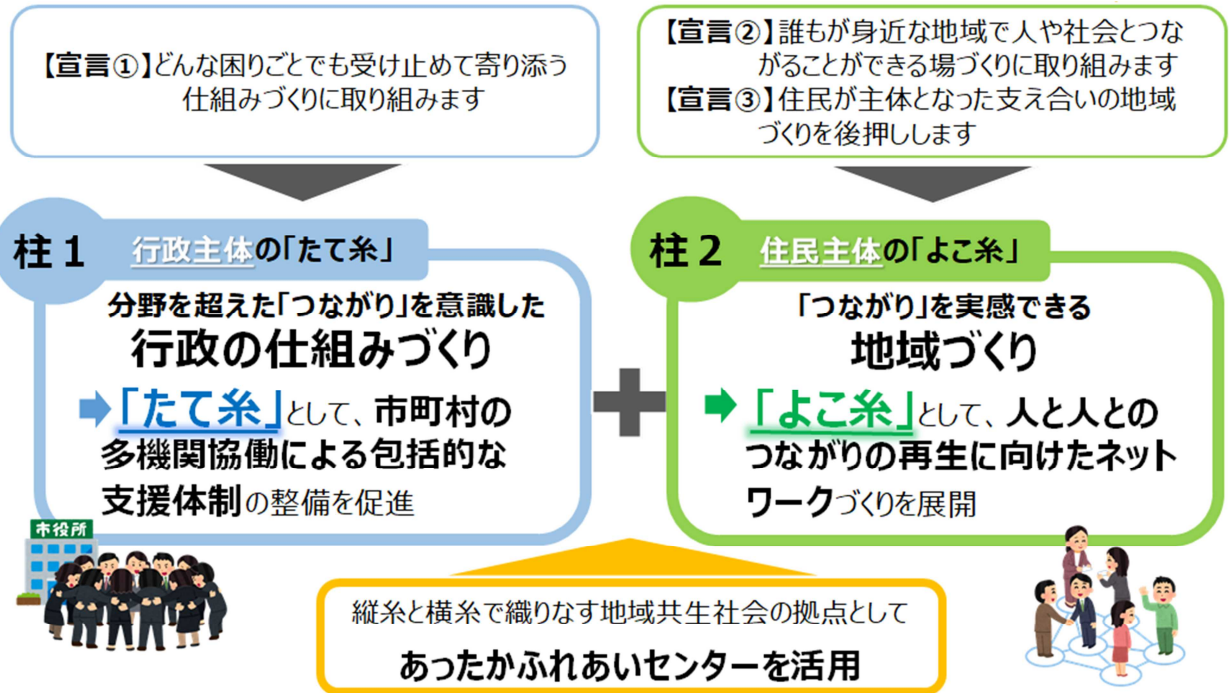 【宣言①】どんな困りごとでも受け止めて寄り添う
仕組みづくりに取り組みます
【宣言②】誰もが身近な地域で人や社会とつな
がることができる場づくりに取り組みます
【宣言③】住民が主体となった支え合いの地域
づくりを後押しします
柱1 行政主体の「たて糸」
分野を超えた「つながり」を意識した
行政の仕組みづくり
「たて糸」として、市町村の
多機関協働による包括的な
支援体制の整備を促進
市役所
柱2 住民主体の「よこ糸」
「つながり」を実感できる
地域づくり
「よこ糸」として、人と人との
つながりの再生に向けたネット
ワークづくりを展開
縦糸と横糸で織りなす地域共生社会の拠点として
あったかふれあいセンターを活用